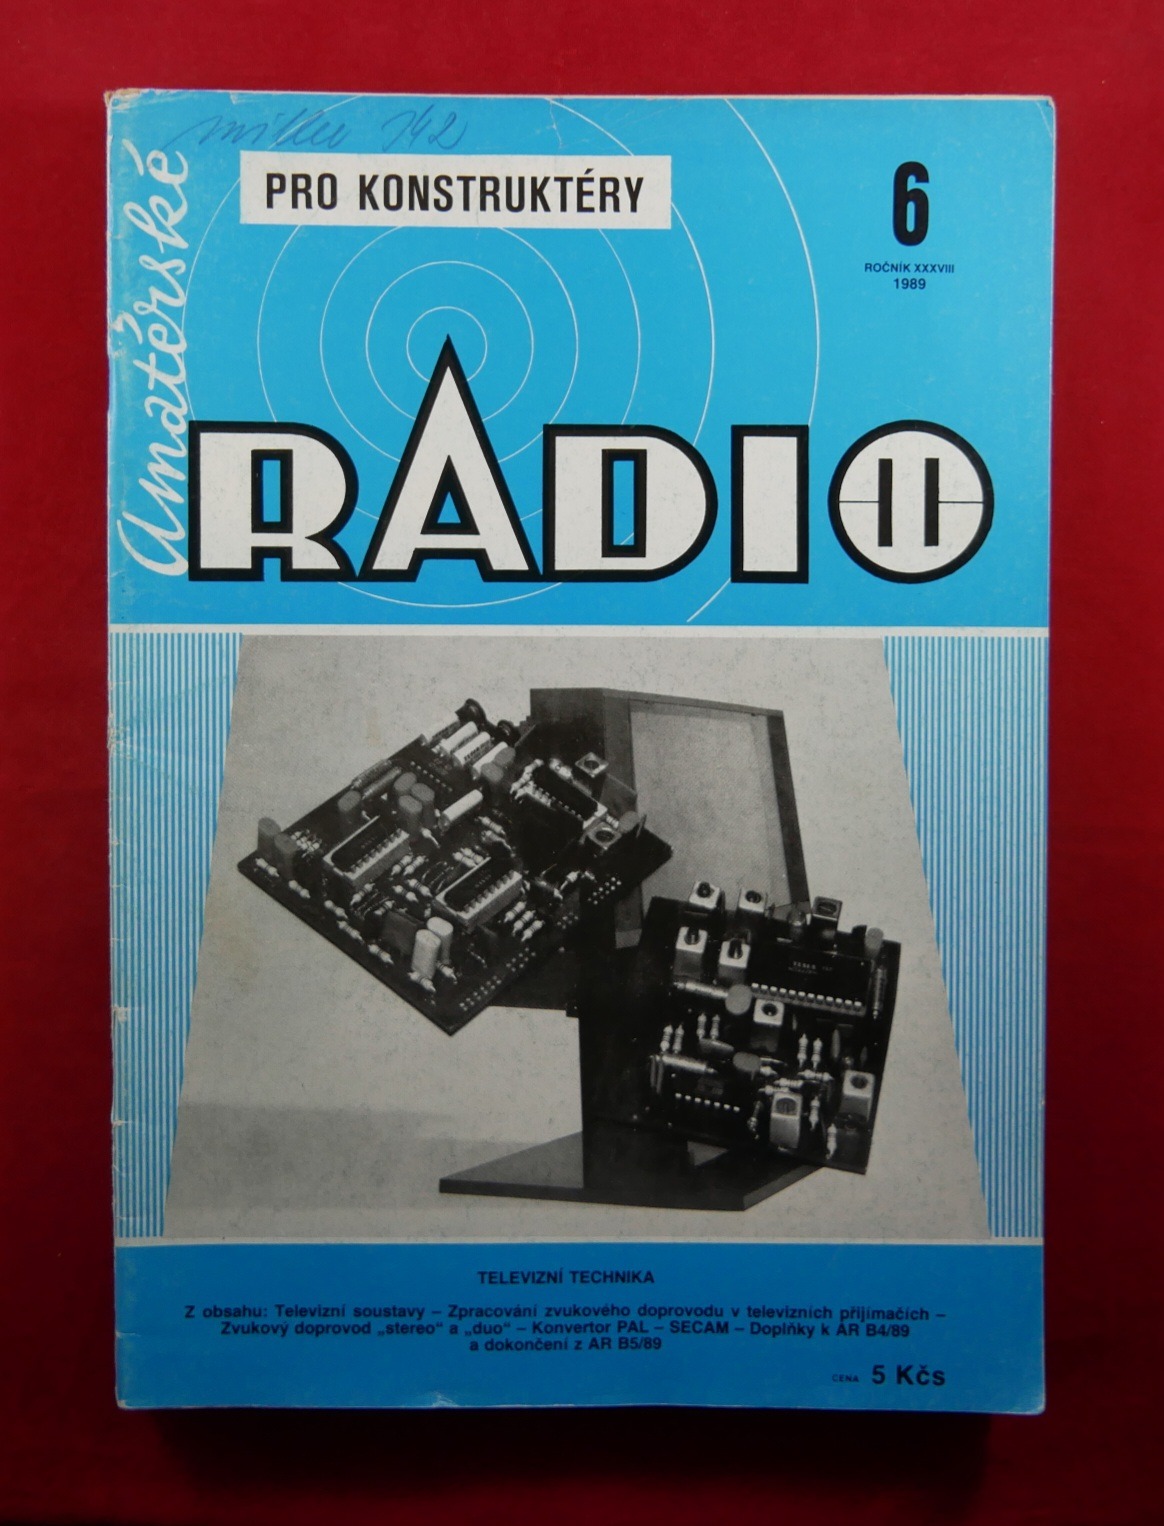 Amatérské
PRO KONSTRUKTÉRY
6
ROČNÍK XXXVIII
1989
RADIO
TELEVIZNÍ TECHNIKA
Z obsahu: Televizní soustavy – Zpracování zvukového doprovodu v televizních přijímačích –
Zvukový doprovod „stereo“ a „duo“ – Konvertor PAL – SECAM – Doplňky k AR B4/89
a dokončení z AR B5/89
CENA 5 Kčs